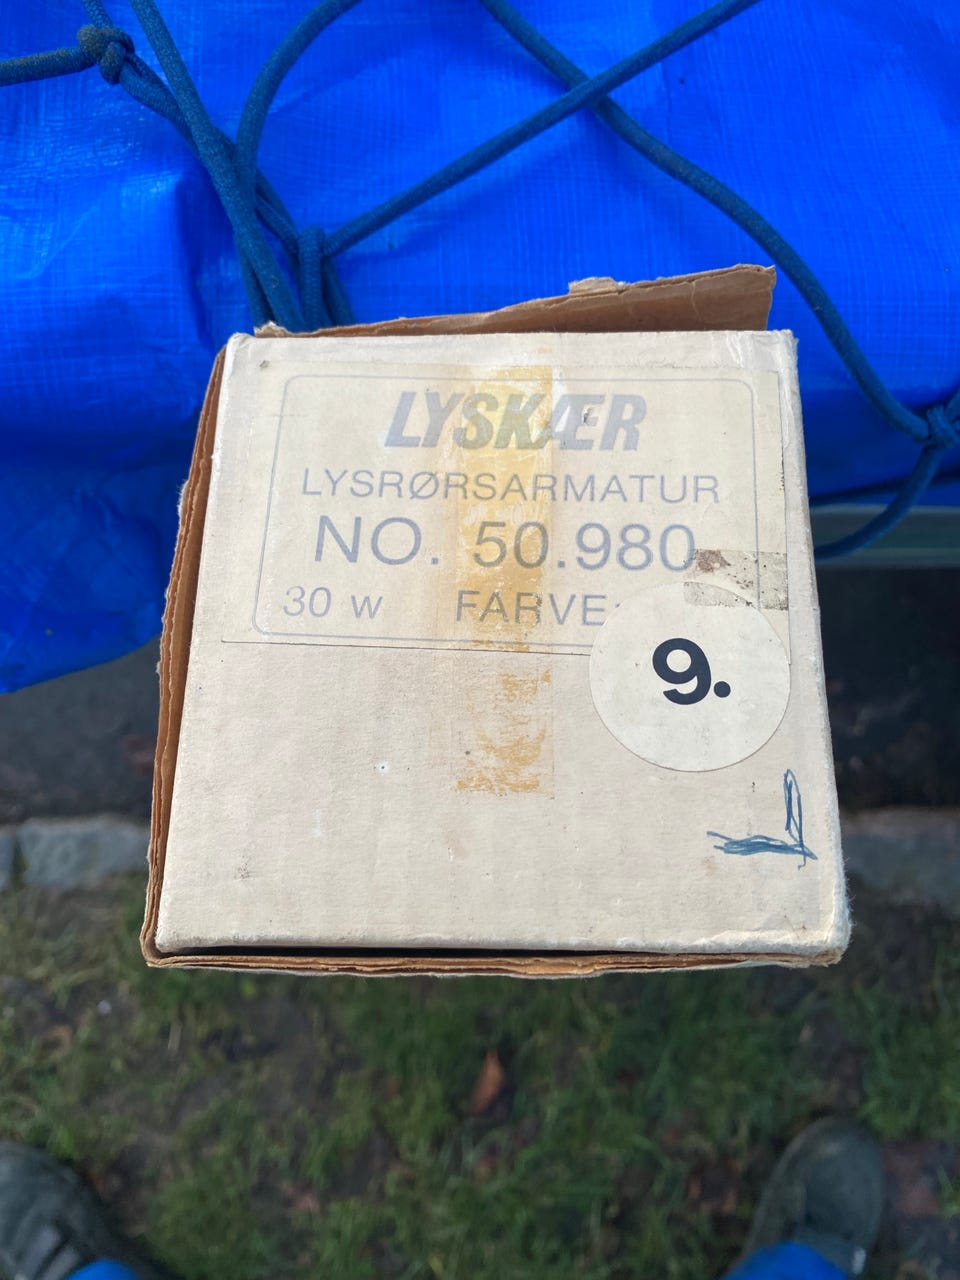 LYSKÆR
LYSRØRSARMATUR
NO. 50.980
30 W FARVE:
9.